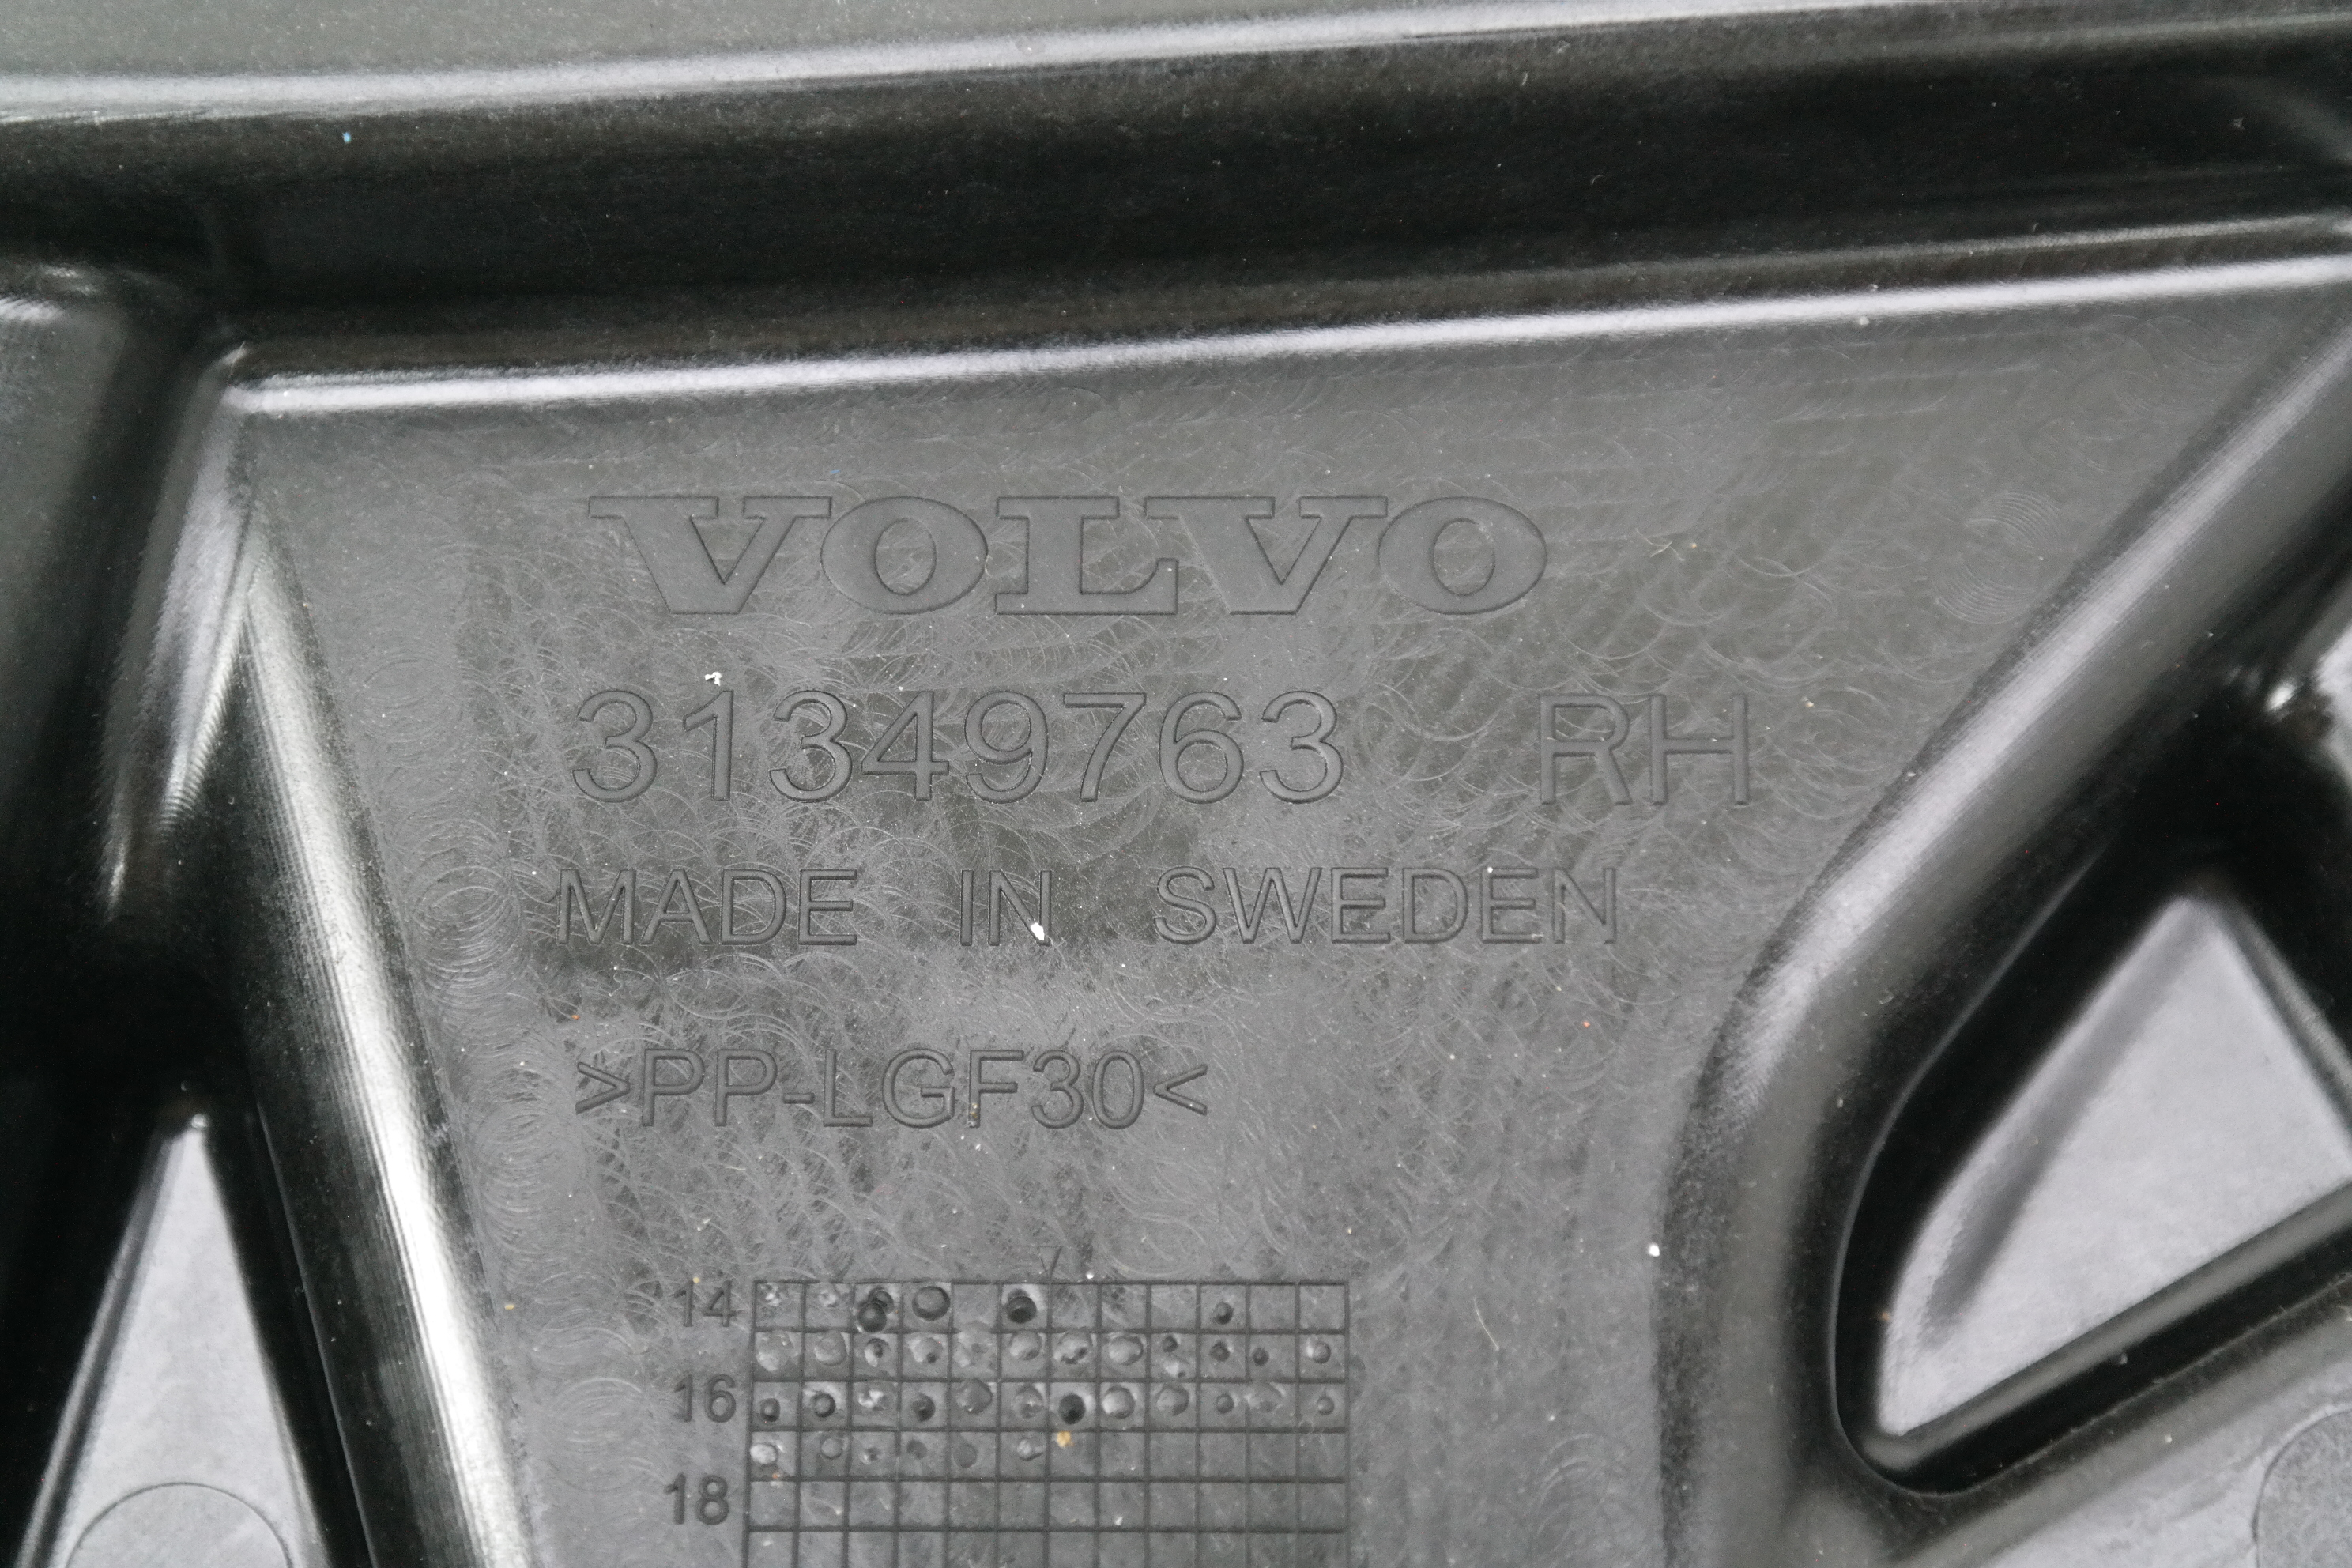 VOLVO
31349763 RH
MADE IN SWEDEN
>PP-LGF30<
14
16
18